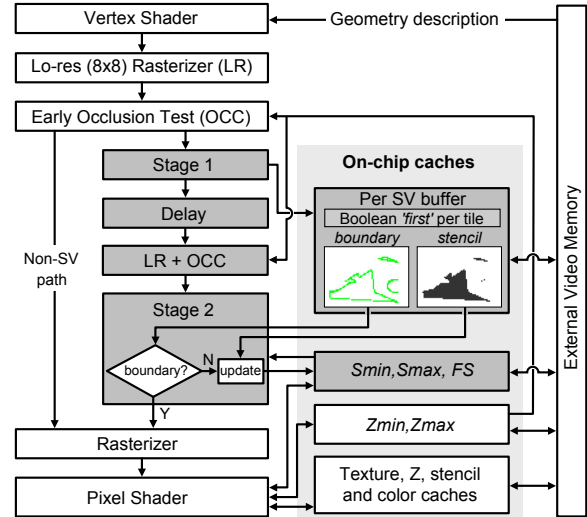 Vertex Shader
Geometry description
Lo-res (8x8) Rasterizer (LR)
Early Occlusion Test (OCC)
Stage 1
On-chip caches
Per SV buffer
Boolean 'first' per tile
boundary
stencil
Delay
Non-SV
path
LR + OCC
Stage 2
boundary?
N
update
Y
Smin,Smax, FS
Zmin,Zmax
Rasterizer
Texture, Z, stencil
and color caches
Pixel Shader
External Video Memory